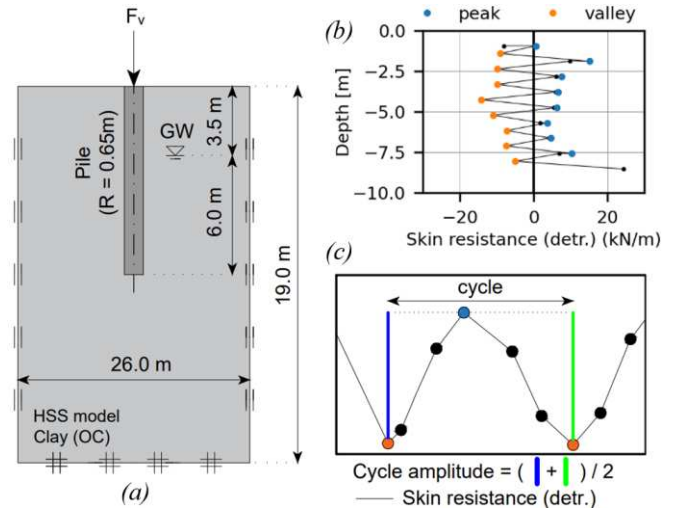 F_v
Pile
(R = 0.65m)
GW
3.5 m
6.0 m
19.0 m
26.0 m
HSS model
Clay (OC)
(a)
(b)
peak
valley
Depth [m]
0.0
−2.5
−5.0
−7.5
−10.0
−20
0
20
Skin resistance (detr.) (kN/m)
(c)
cycle
Cycle amplitude = ( | + | ) / 2
Skin resistance (detr.)